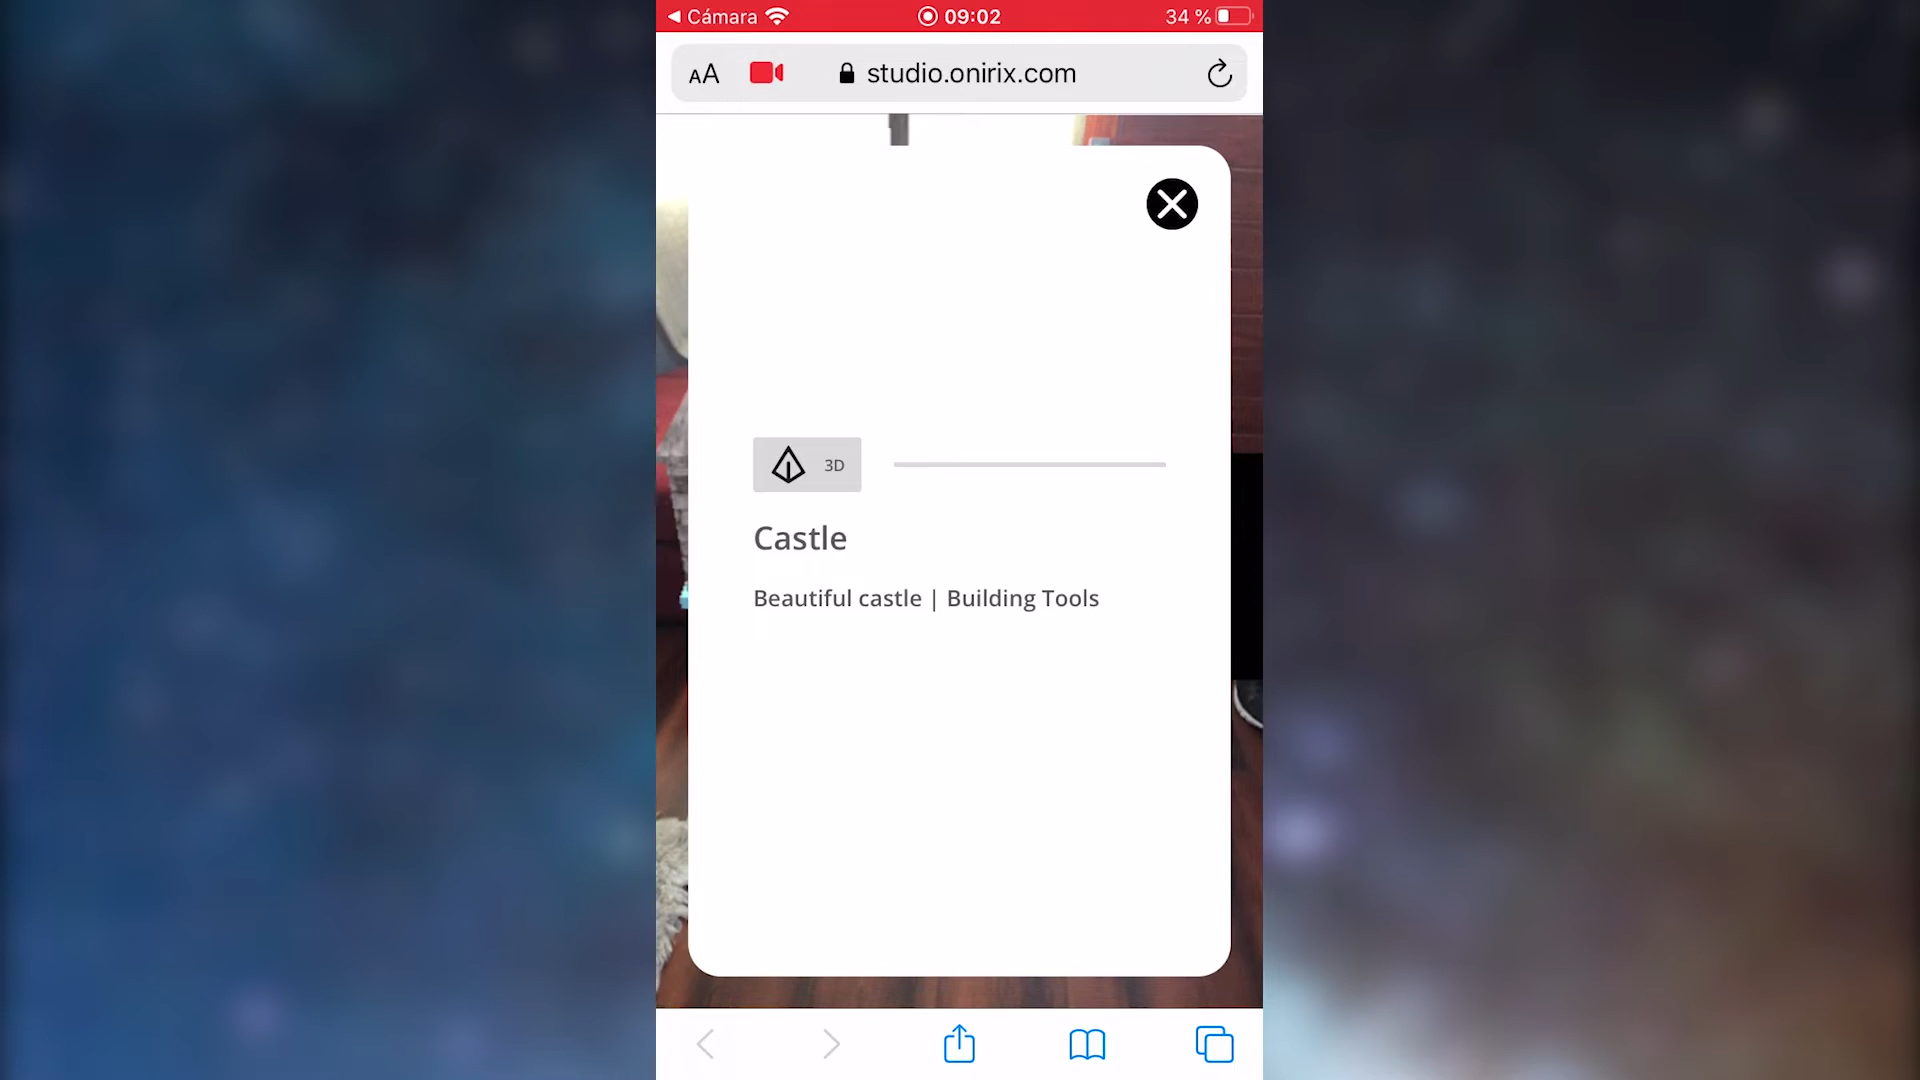 Cámara 09:02 34 %
AA studio.onirix.com
3D
Castle
Beautiful castle | Building Tools